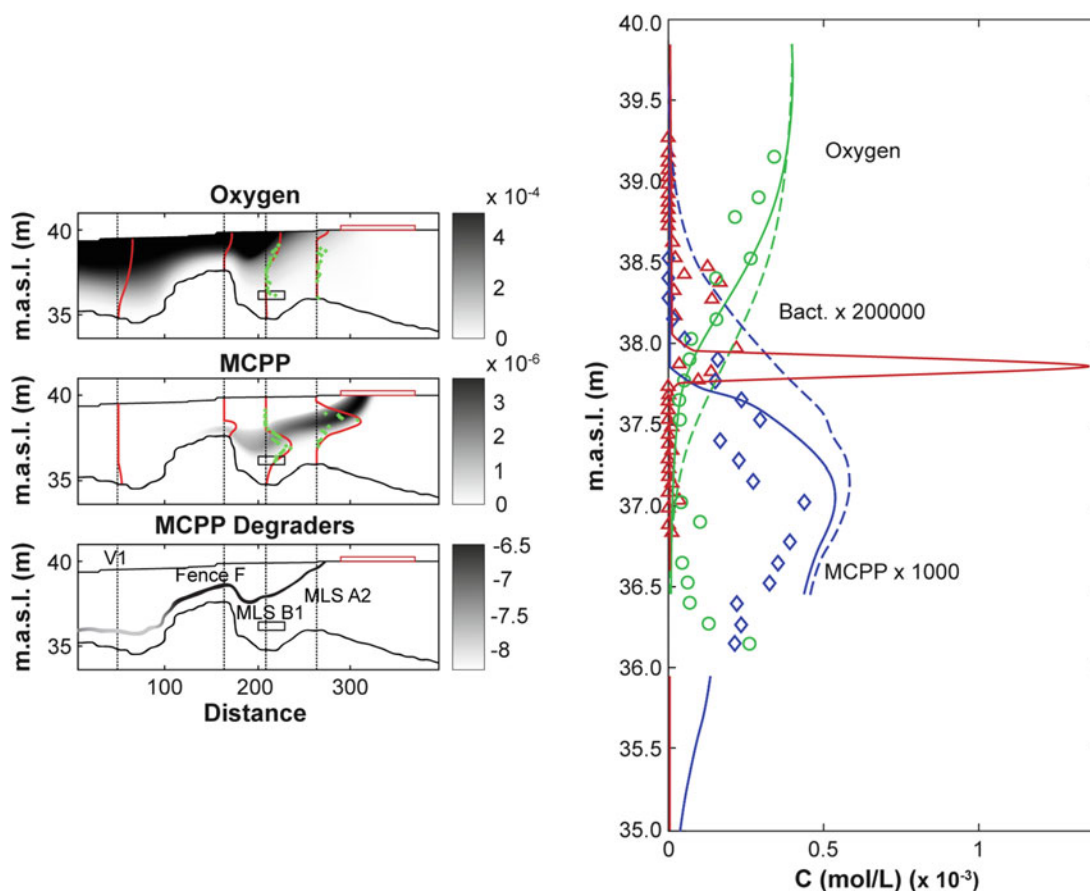 Oxygen
x 10⁻⁴
m.a.s.l. (m)
40
35
4
2
0
MCPP
x 10⁻⁶
m.a.s.l. (m)
40
35
3
2
1
0
MCPP Degraders
m.a.s.l. (m)
40
35
V1
Fence F
MLS B1
MLS A2
-6.5
-7
-7.5
-8
100
200
300
Distance
40.0
39.5
39.0
38.5
38.0
37.5
37.0
36.5
36.0
35.5
35.0
m.a.s.l. (m)
Oxygen
Bact. x 200000
MCPP x 1000
0
0.5
1
C (mol/L) (x 10⁻³)